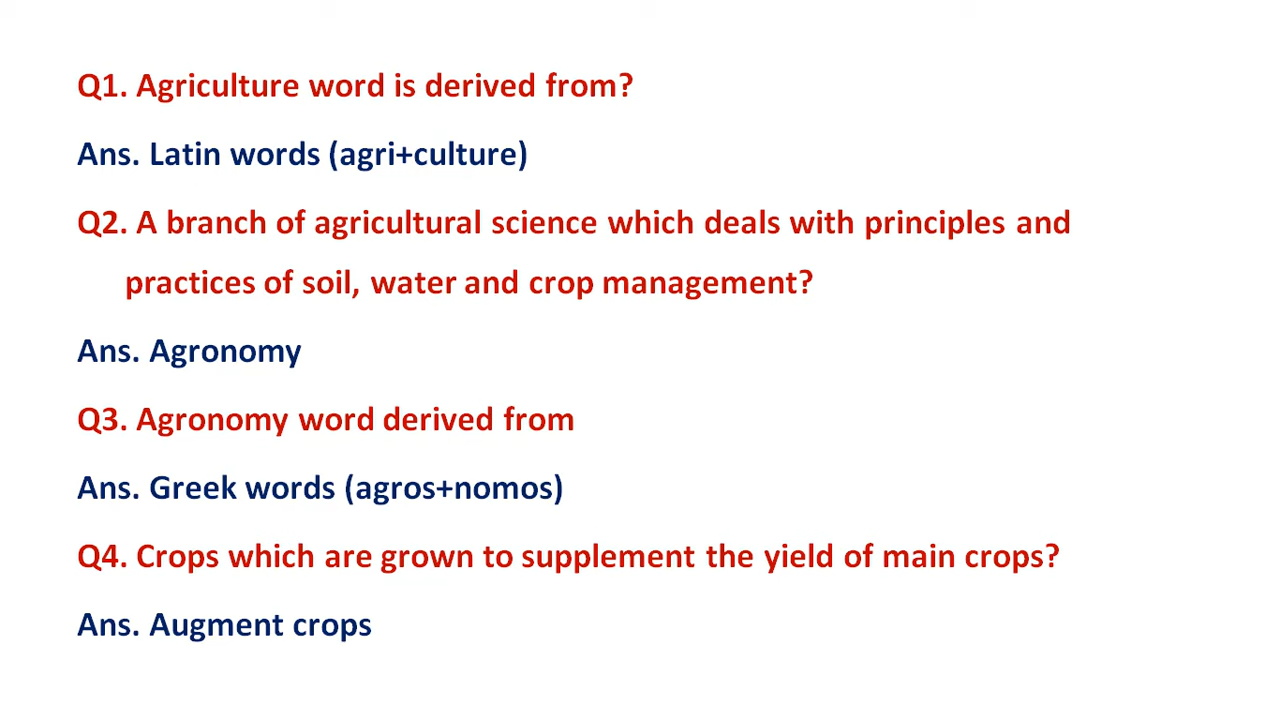 Q1. Agriculture word is derived from?
Ans. Latin words (agri+culture)
Q2. A branch of agricultural science which deals with principles and
practices of soil, water and crop management?
Ans. Agronomy
Q3. Agronomy word derived from
Ans. Greek words (agros+nomos)
Q4. Crops which are grown to supplement the yield of main crops?
Ans. Augment crops